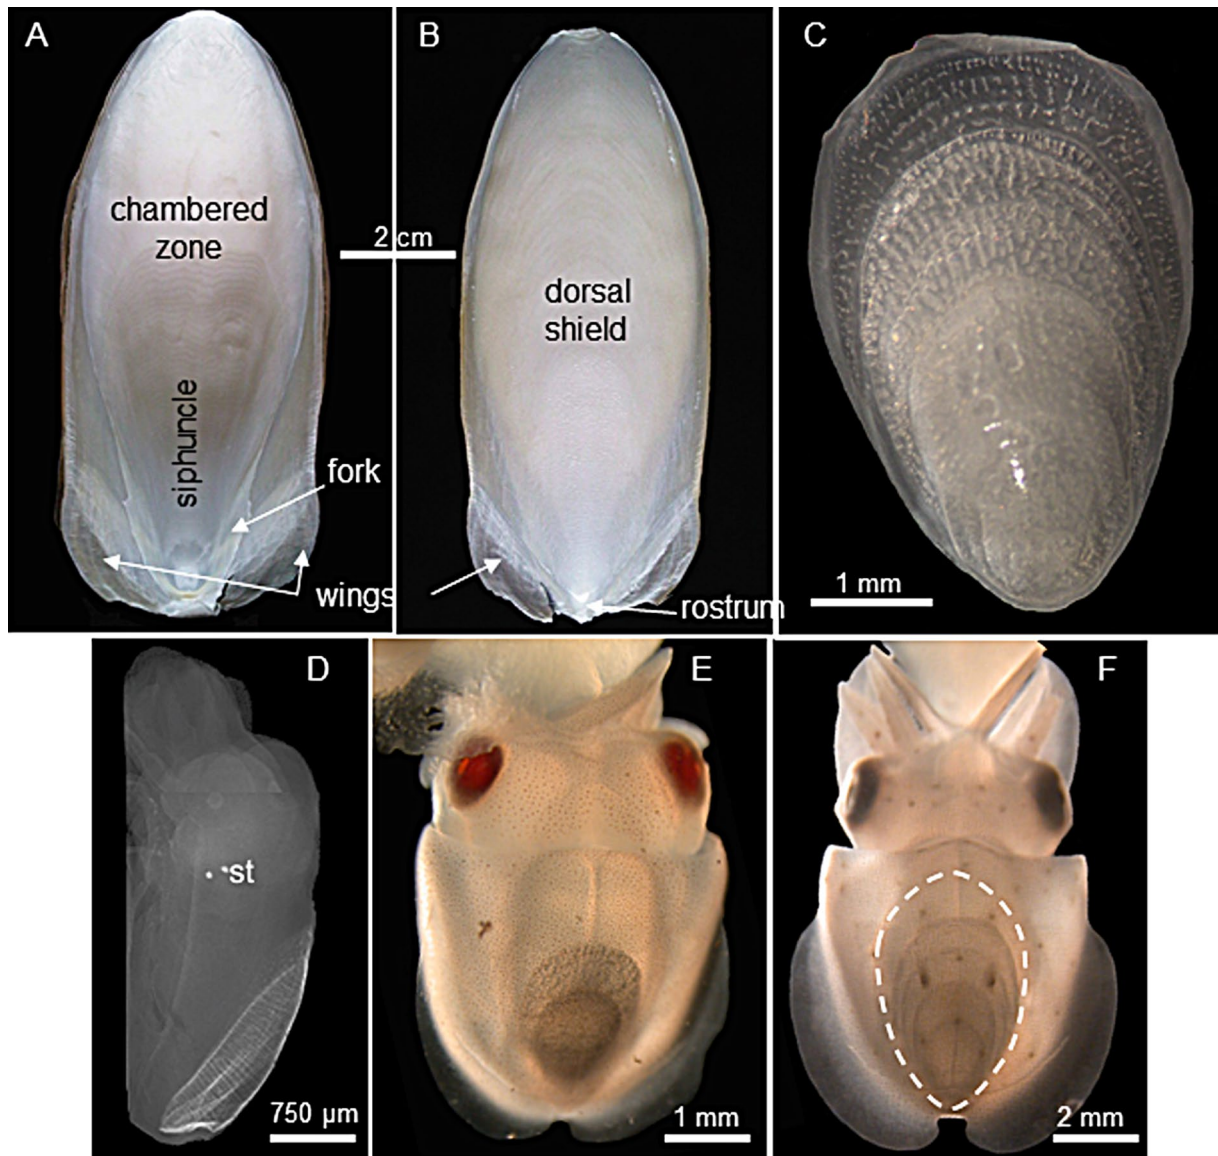 A
B
C
chambered
zone
2 cm
dorsal
shield
siphuncle
fork
wings
rostrum
1 mm
D
E
F
st
750 µm
1 mm
2 mm